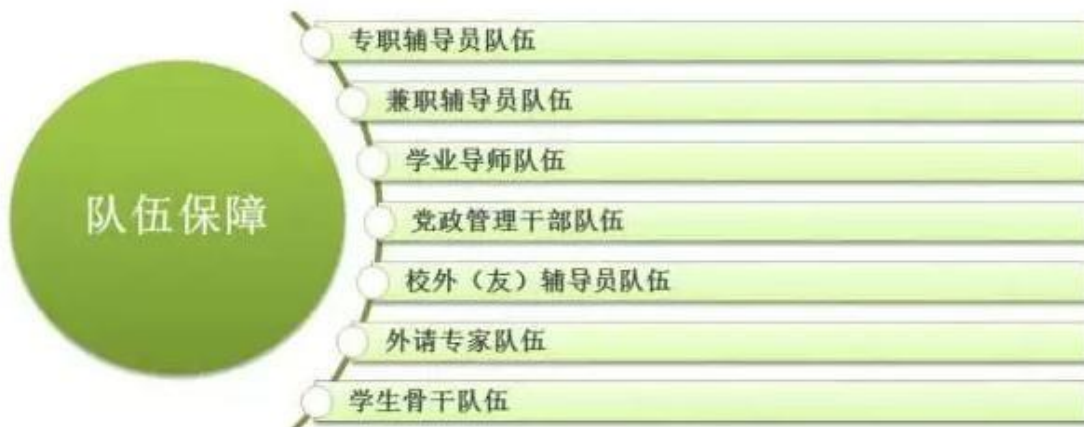 队伍保障
专职辅导员队伍
兼职辅导员队伍
学业导师队伍
党政管理干部队伍
校外（友）辅导员队伍
外请专家队伍
学生骨干队伍